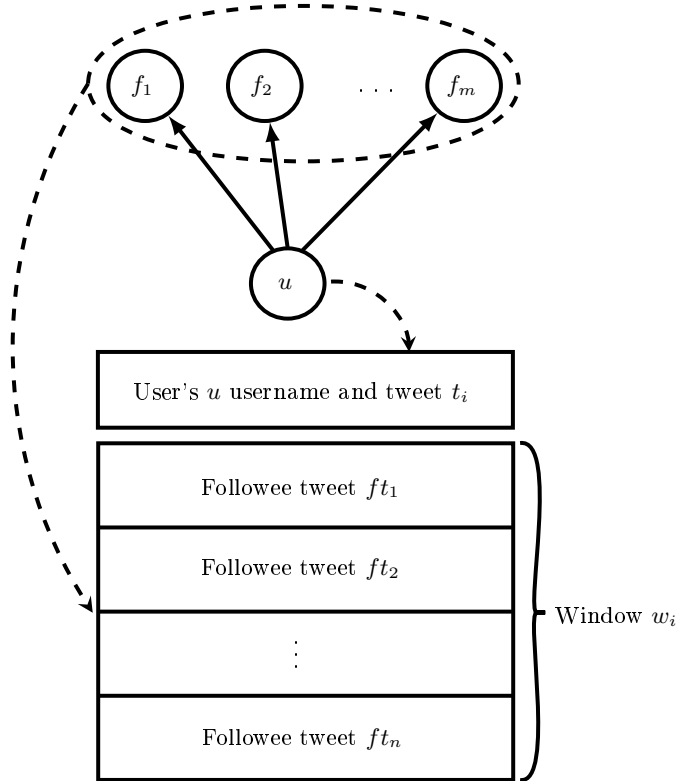 f1 f2 . . . fm
u
User's u username and tweet ti
Followee tweet ft1
Followee tweet ft2
⋮
Followee tweet ftn
Window wi